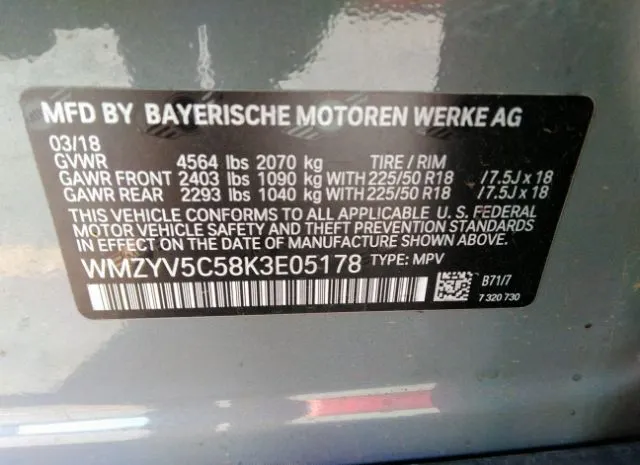 MFD BY BAYERISCHE MOTOREN WERKE AG
03/18
GVWR 4564 lbs 2070 kg TIRE / RIM
GAWR FRONT 2403 lbs 1090 kg WITH 225/50 R18 /7.5J x 18
GAWR REAR 2293 lbs 1040 kg WITH 225/50 R18 /7.5J x 18
THIS VEHICLE CONFORMS TO ALL APPLICABLE U. S. FEDERAL
MOTOR VEHICLE SAFETY AND THEFT PREVENTION
STANDARDS IN EFFECT ON THE DATE OF MANUFACTURE SHOWN ABOVE.
WMZYV5C58K3E05178 TYPE: MPV
B71/7
7 320 730